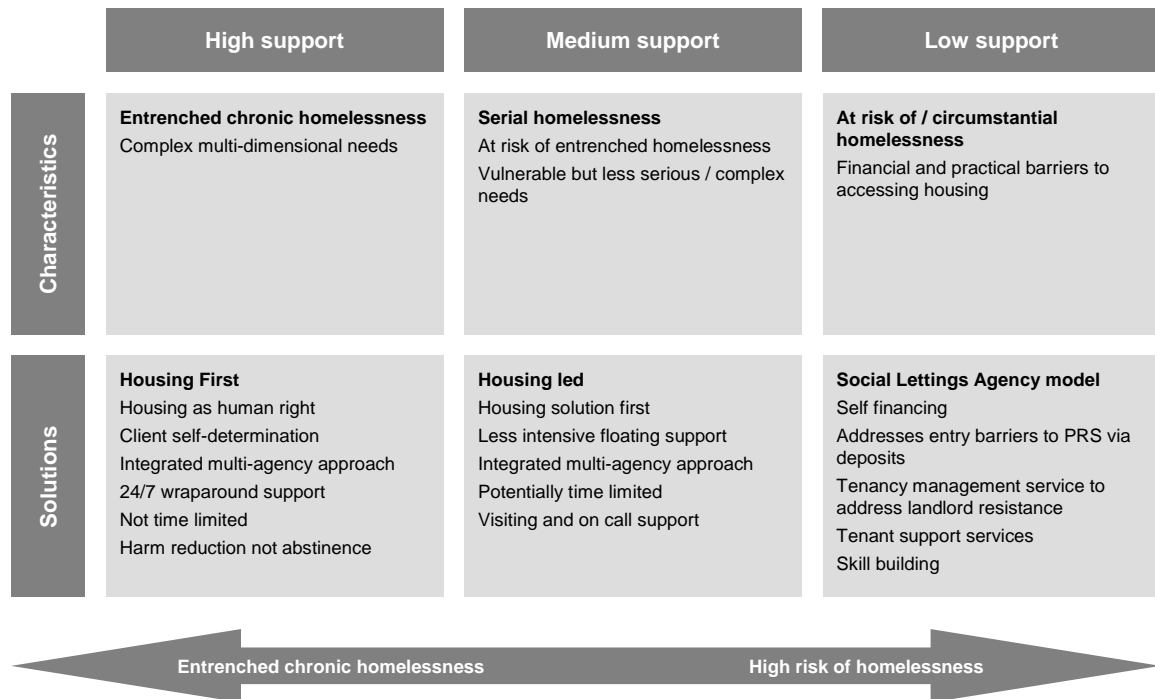 High support
Medium support
Low support
Characteristics
Entrenched chronic homelessness
Complex multi-dimensional needs
Serial homelessness
At risk of entrenched homelessness
Vulnerable but less serious / complex
needs
At risk of / circumstantial
homelessness
Financial and practical barriers to
accessing housing
Solutions
Housing First
Housing as human right
Client self-determination
Integrated multi-agency approach
24/7 wraparound support
Not time limited
Harm reduction not abstinence
Housing led
Housing solution first
Less intensive floating support
Integrated multi-agency approach
Potentially time limited
Visiting and on call support
Social Lettings Agency model
Self financing
Addresses entry barriers to PRS via
deposits
Tenancy management service to
address landlord resistance
Tenant support services
Skill building
Entrenched chronic homelessness
High risk of homelessness